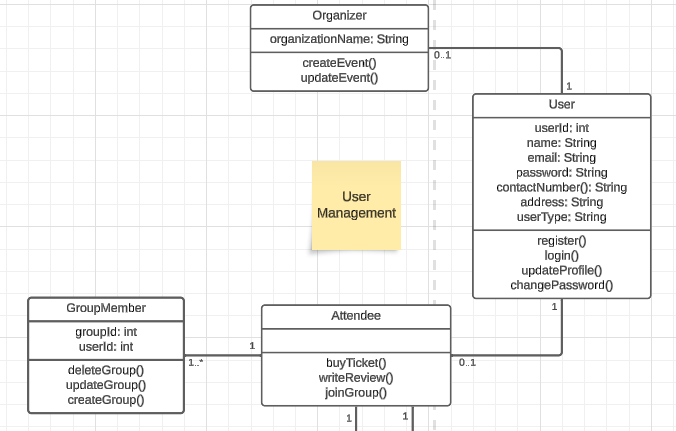 Organizer
organizationName: String
createEvent()
updateEvent()
0..1
1
User
userId: int
name: String
email: String
password: String
contactNumber(): String
address: String
userType: String
register()
login()
updateProfile()
changePassword()
1
User
Management
GroupMember
groupId: int
userId: int
deleteGroup()
updateGroup()
createGroup()
1..*
1
Attendee
buyTicket()
writeReview()
joinGroup()
0..1
1
1